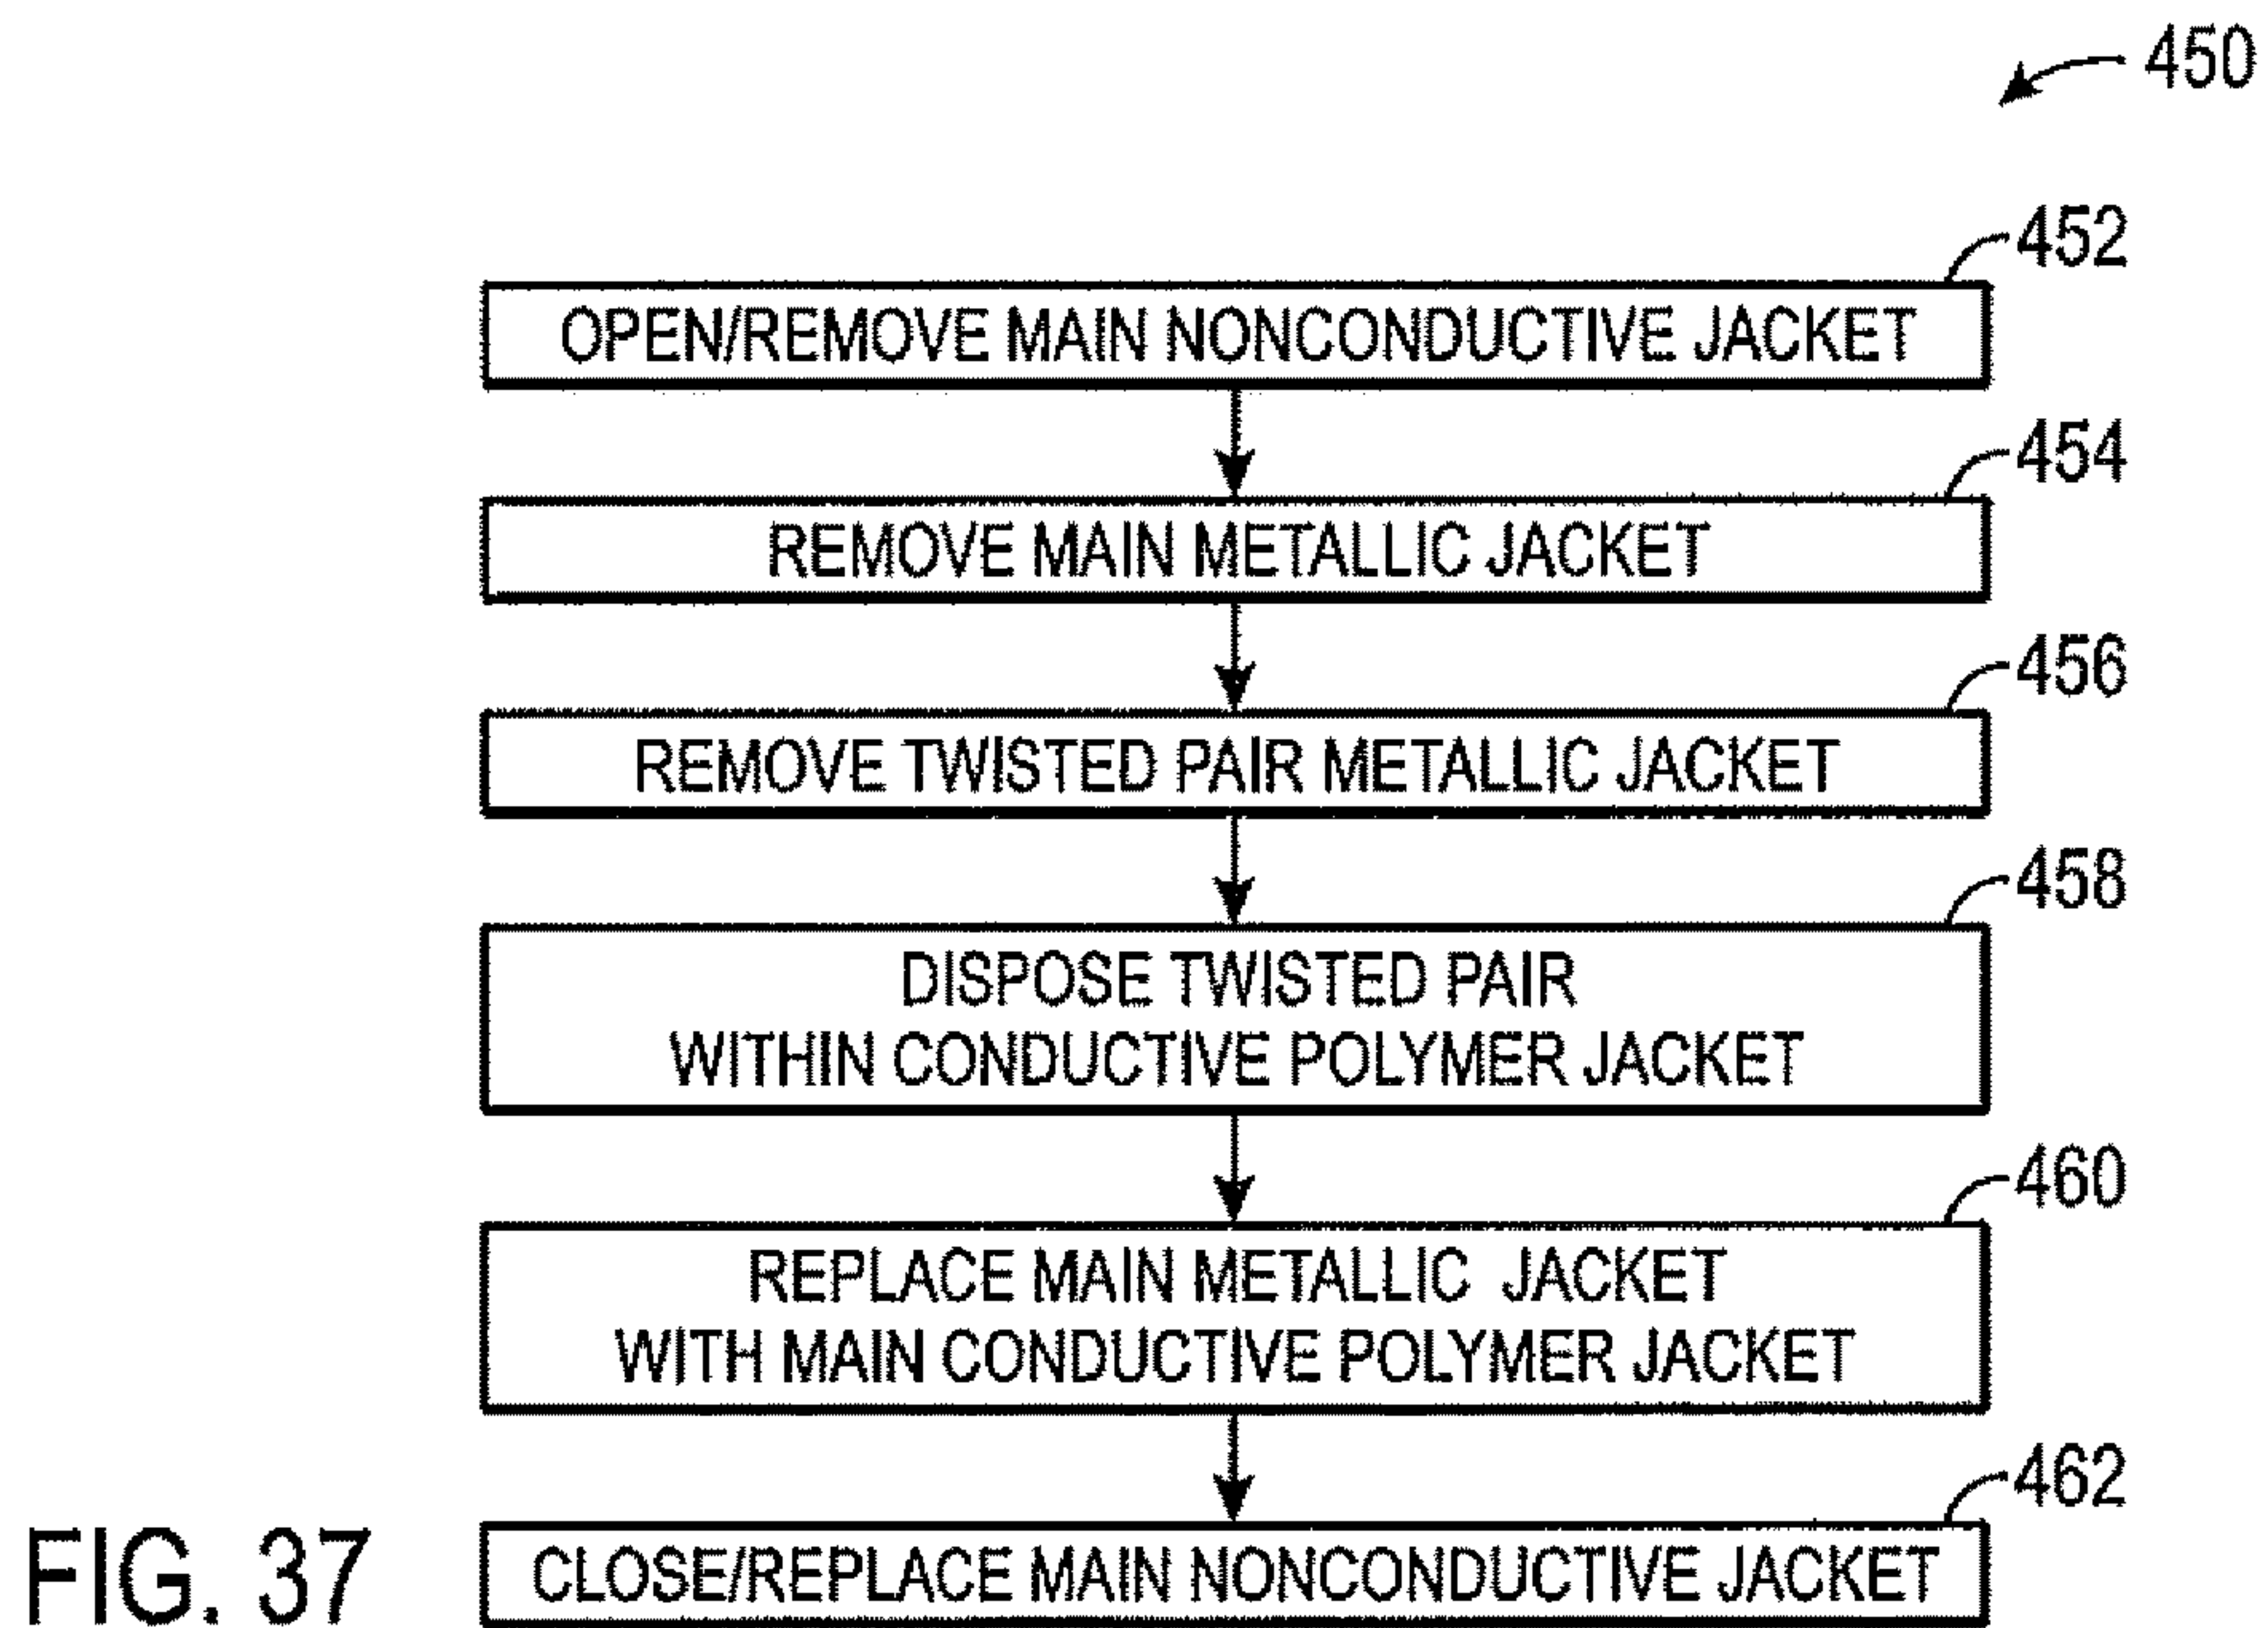 450
452
OPEN/REMOVE MAIN NONCONDUCTIVE JACKET
454
REMOVE MAIN METALLIC JACKET
456
REMOVE TWISTED PAIR METALLIC JACKET
458
DISPOSE TWISTED PAIR
WITHIN CONDUCTIVE POLYMER JACKET
460
REPLACE MAIN METALLIC JACKET
WITH MAIN CONDUCTIVE POLYMER JACKET
462
CLOSE/REPLACE MAIN NONCONDUCTIVE JACKET
FIG. 37